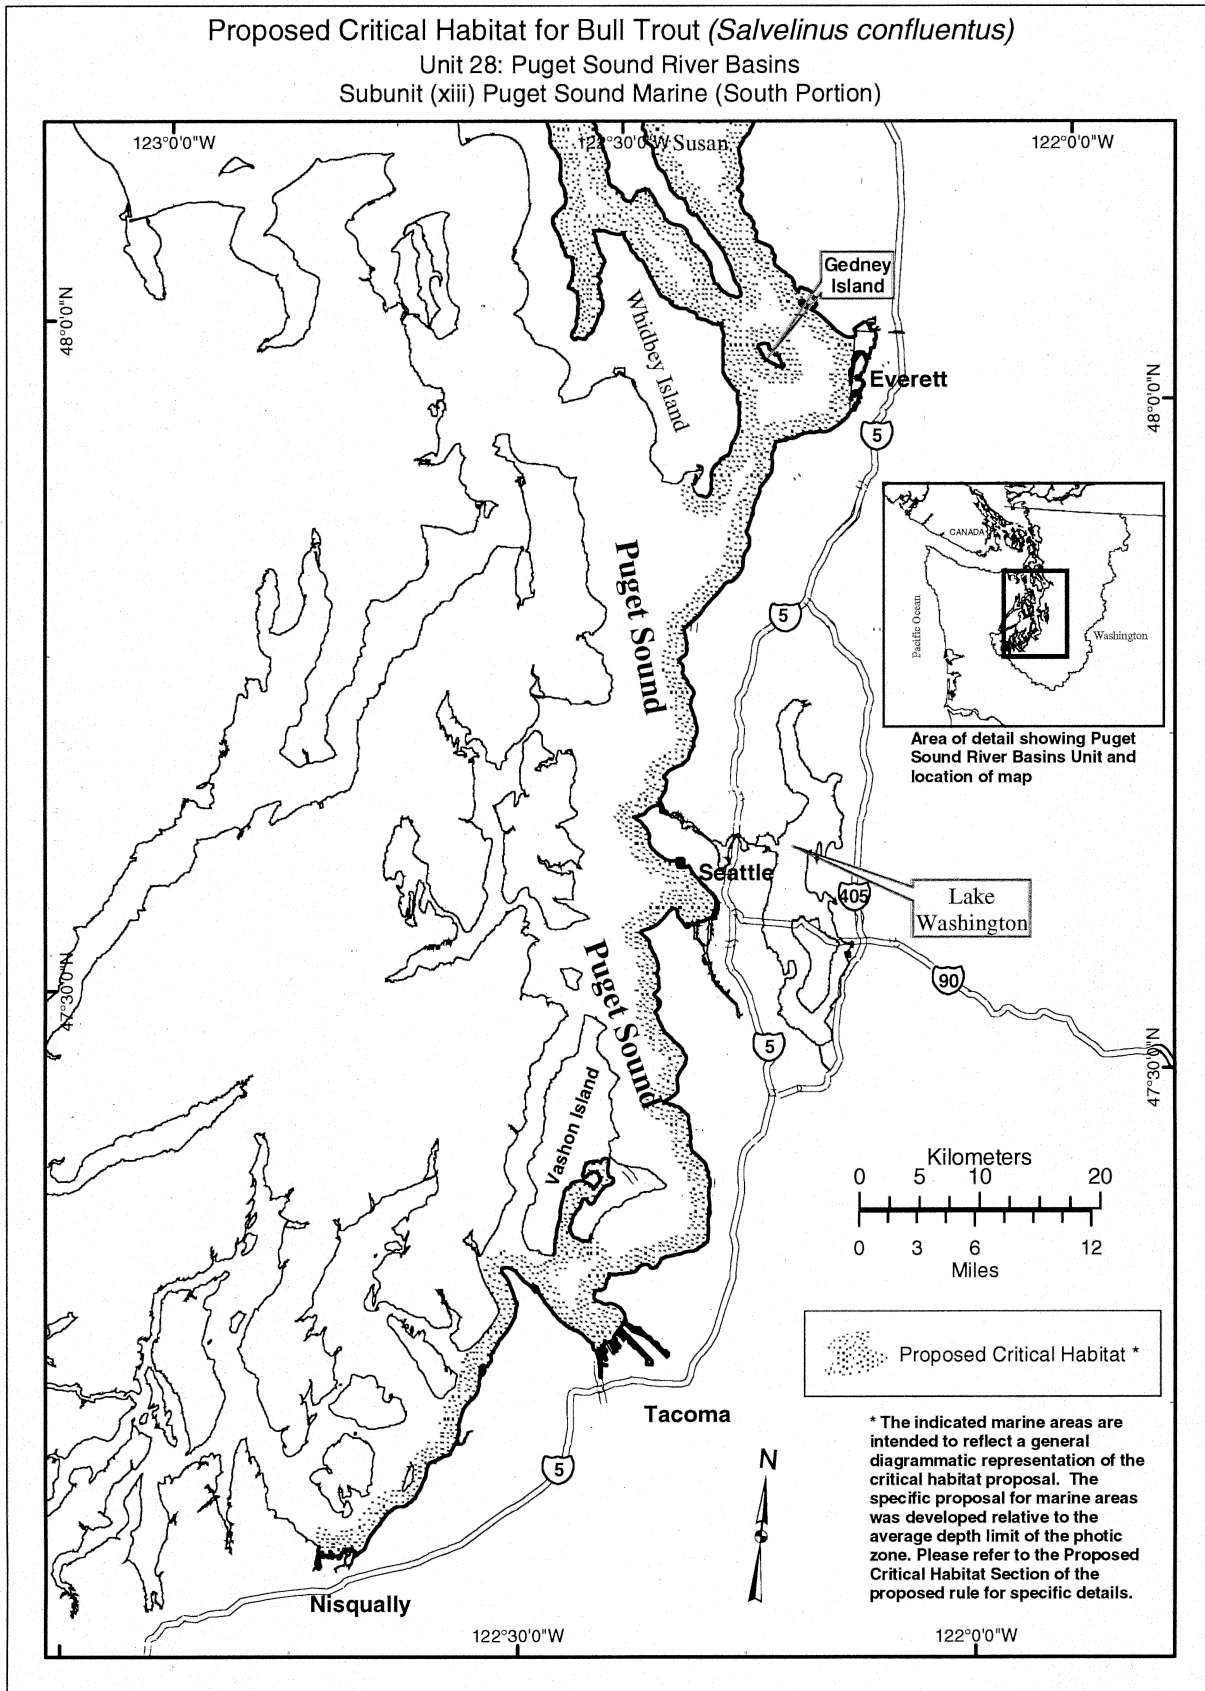 Proposed Critical Habitat for Bull Trout (Salvelinus confluentus)
Unit 28: Puget Sound River Basins
Subunit (xiii) Puget Sound Marine (South Portion)
123°0'0"W
122°30'0"W
Susan
122°0'0"W
Gedney
Island
48°0'0"N
Whidbey Island
Everett
48°0'0"N
5
CANADA
Puget Sound
5
Pacific Ocean
Washington
Area of detail showing Puget
Sound River Basins Unit and
location of map
Seattle
405
Lake
Washington
Puget Sound
90
47°30'0"N
5
47°30'0"N
Vashon Island
Kilometers
0 5 10 20
0 3 6 12
Miles
Proposed Critical Habitat *
Tacoma
* The indicated marine areas are
intended to reflect a general
diagrammatic representation of the
critical habitat proposal. The
specific proposal for marine areas
was developed relative to the
average depth limit of the photic
zone. Please refer to the Proposed
Critical Habitat Section of the
proposed rule for specific details.
N
5
Nisqually
122°30'0"W
122°0'0"W